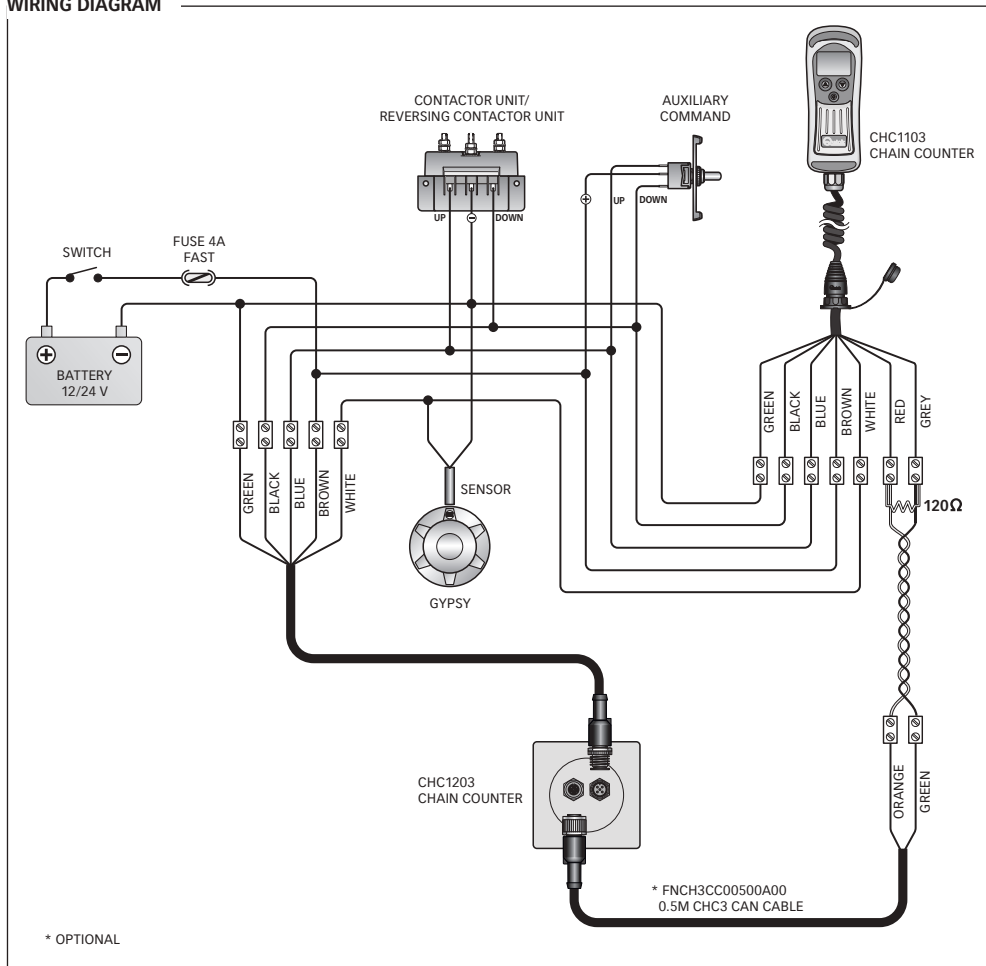 WIRING DIAGRAM
CONTACTOR UNIT/
REVERSING CONTACTOR UNIT
AUXILIARY
COMMAND
CHC1103
CHAIN COUNTER
UP
DOWN
UP
DOWN
SWITCH
FUSE 4A
FAST
BATTERY
12/24 V
GREEN
BLACK
BLUE
BROWN
WHITE
RED
GREY
GREEN
BLACK
BLUE
BROWN
WHITE
SENSOR
GYPSY
120Ω
CHC1203
CHAIN COUNTER
ORANGE
GREEN
* FNCH3CC00500A00
0.5M CHC3 CAN CABLE
* OPTIONAL